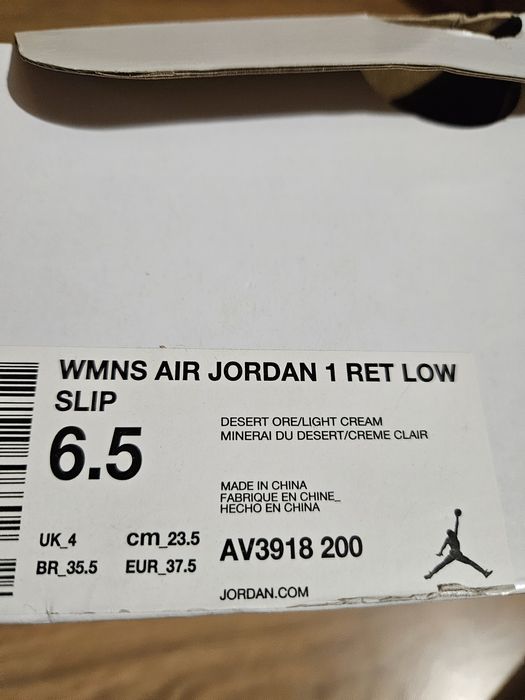 WMNS AIR JORDAN 1 RET LOW
SLIP
6.5
DESERT ORE/LIGHT CREAM
MINERAI DU DESERT/CREME CLAIR
MADE IN CHINA
FABRIQUE EN CHINE_
HECHO EN CHINA
UK_4 cm_23.5
BR_35.5 EUR_37.5
AV3918 200
JORDAN.COM